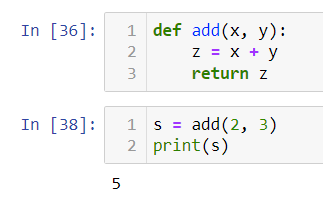 In [36]: 1 def add(x, y):
2     z = x + y
3     return z
In [38]: 1 s = add(2, 3)
2 print(s)
5